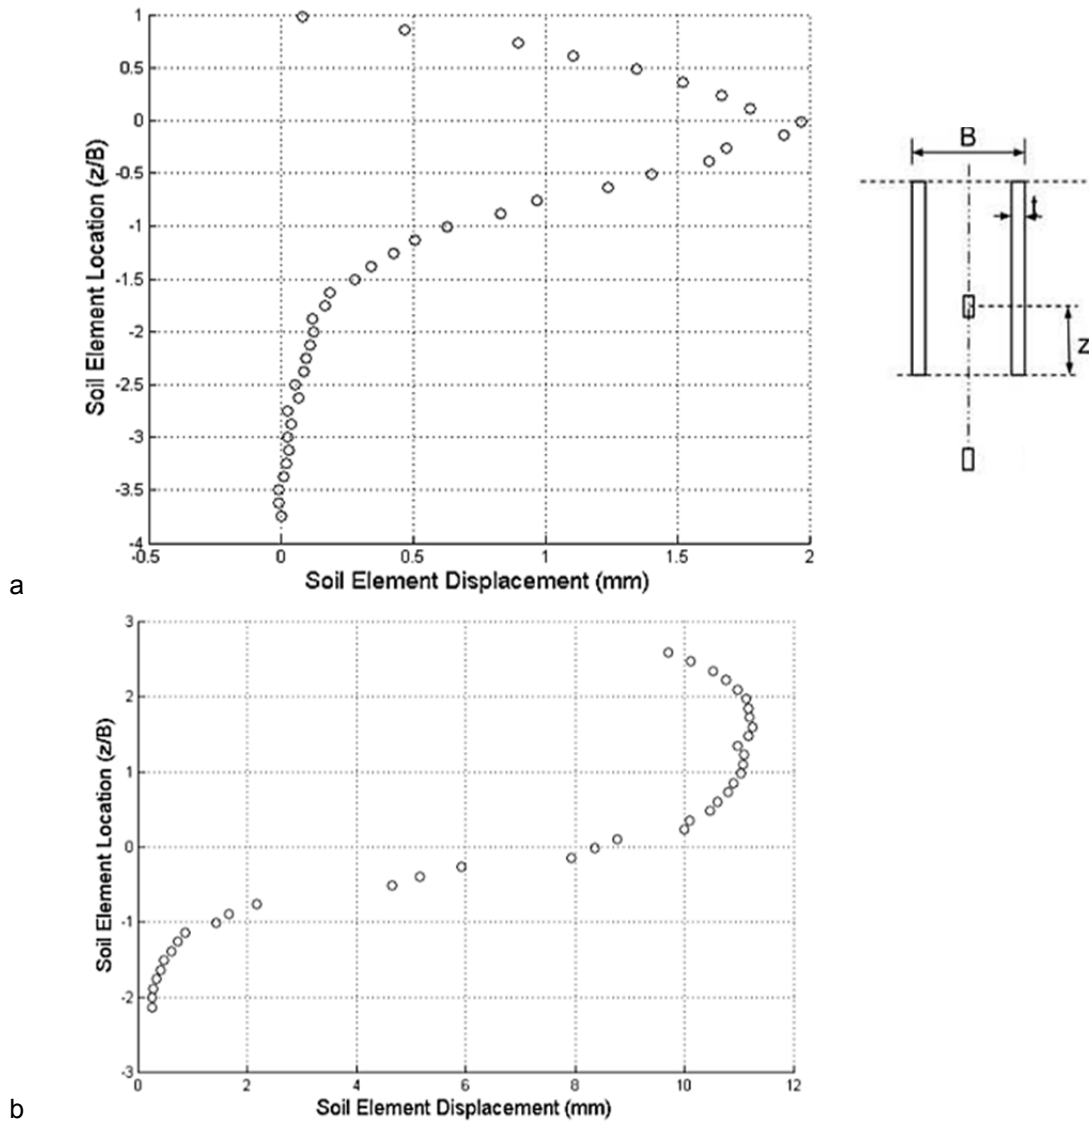 1
0.5
0
-0.5
-1
-1.5
-2
-2.5
-3
-3.5
-4
Soil Element Location (z/B)
-0.5 0 0.5 1 1.5 2
Soil Element Displacement (mm)
a
B
t
z
3
2
1
0
-1
-2
-3
Soil Element Location (z/B)
0 2 4 6 8 10 12
Soil Element Displacement (mm)
b